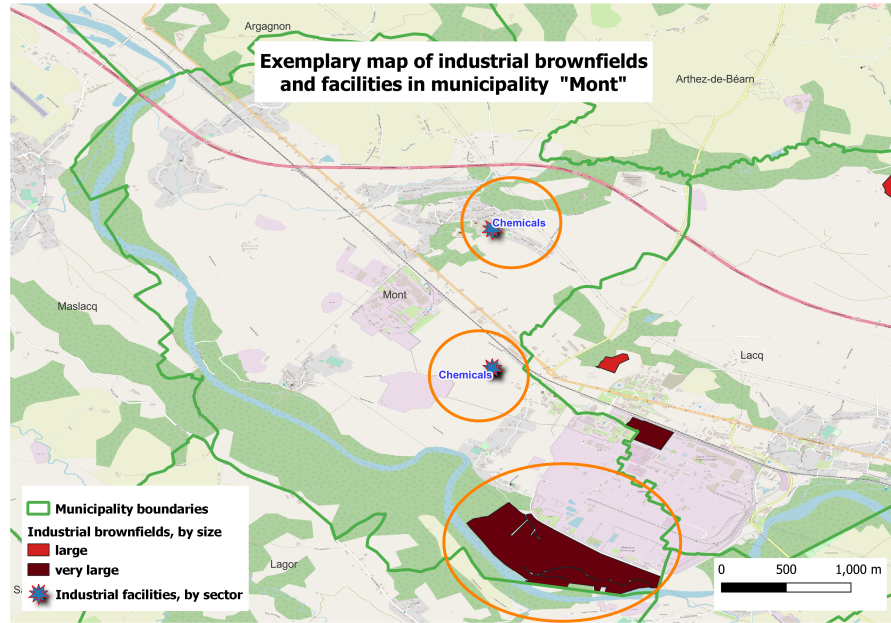 Argagnon
Exemplary map of industrial brownfields
and facilities in municipality "Mont"
Arthez-de-Béarn
Chemicals
Mont
Maslacq
Lacq
Chemicals
Municipality boundaries
Industrial brownfields, by size
large
very large
Industrial facilities, by sector
Lagor
0 500 1,000 m